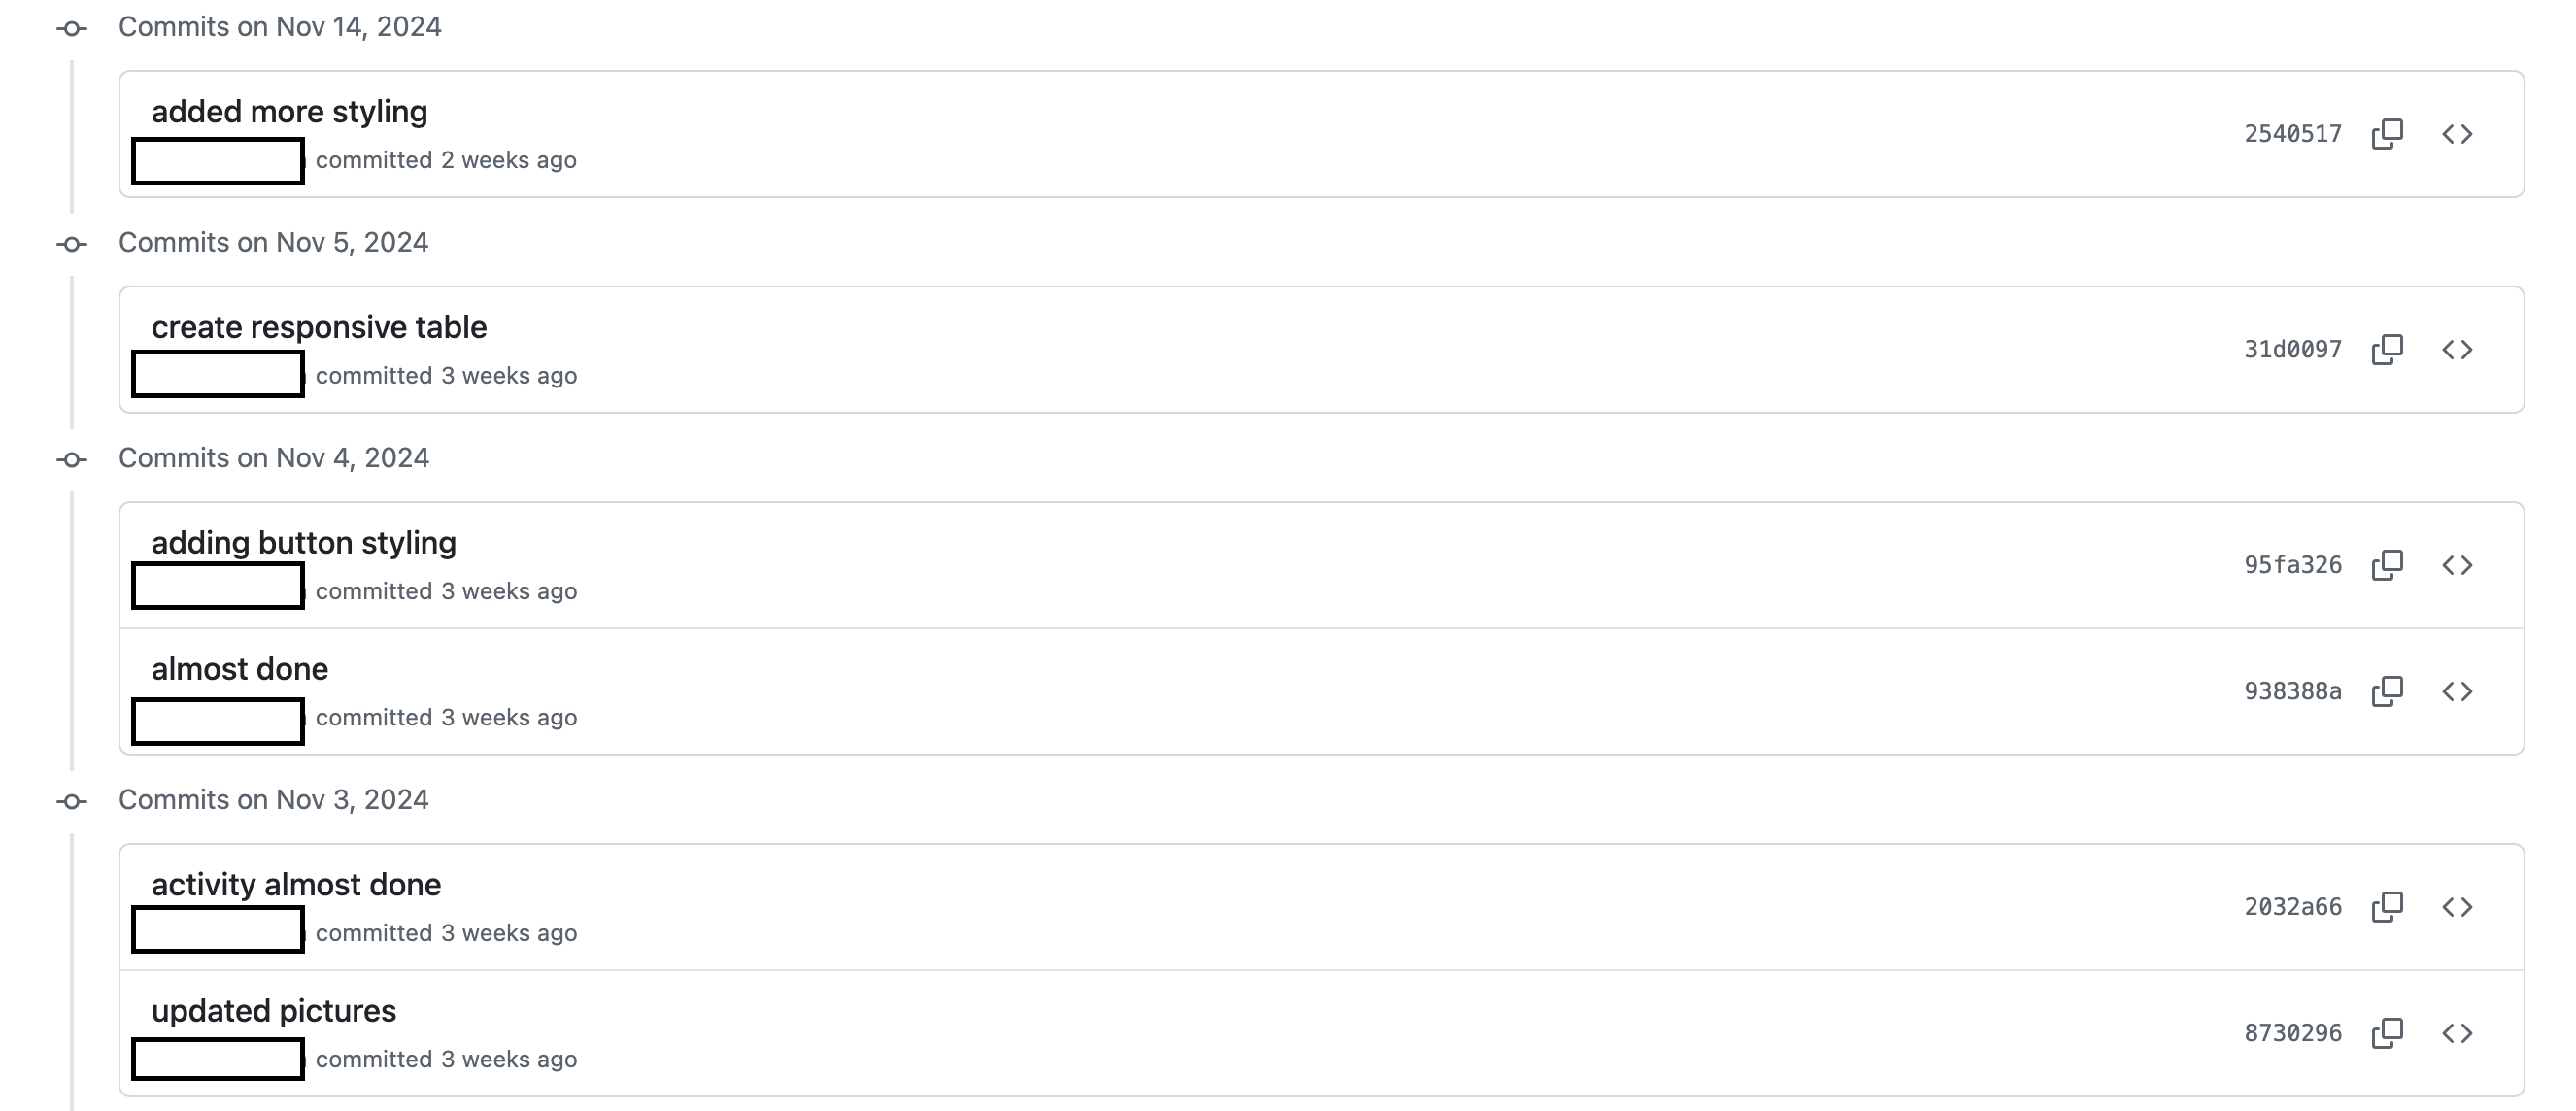 Commits on Nov 14, 2024
added more styling
committed 2 weeks ago
2540517
Commits on Nov 5, 2024
create responsive table
committed 3 weeks ago
31d0097
Commits on Nov 4, 2024
adding button styling
committed 3 weeks ago
95fa326
almost done
committed 3 weeks ago
938388a
Commits on Nov 3, 2024
activity almost done
committed 3 weeks ago
2032a66
updated pictures
committed 3 weeks ago
8730296